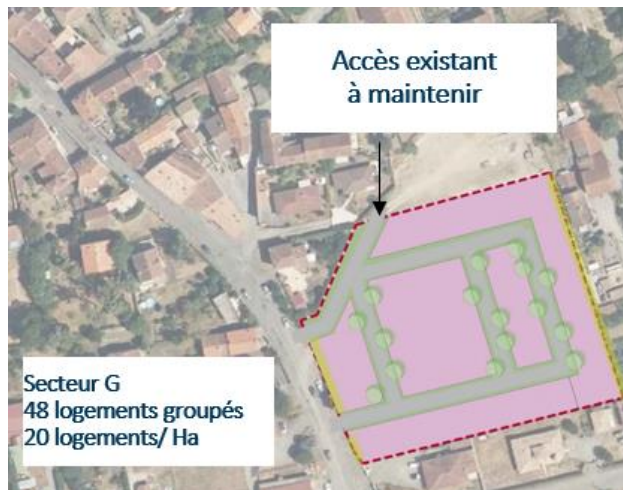 Accès existant
à maintenir
Secteur G
48 logements groupés
20 logements/ Ha